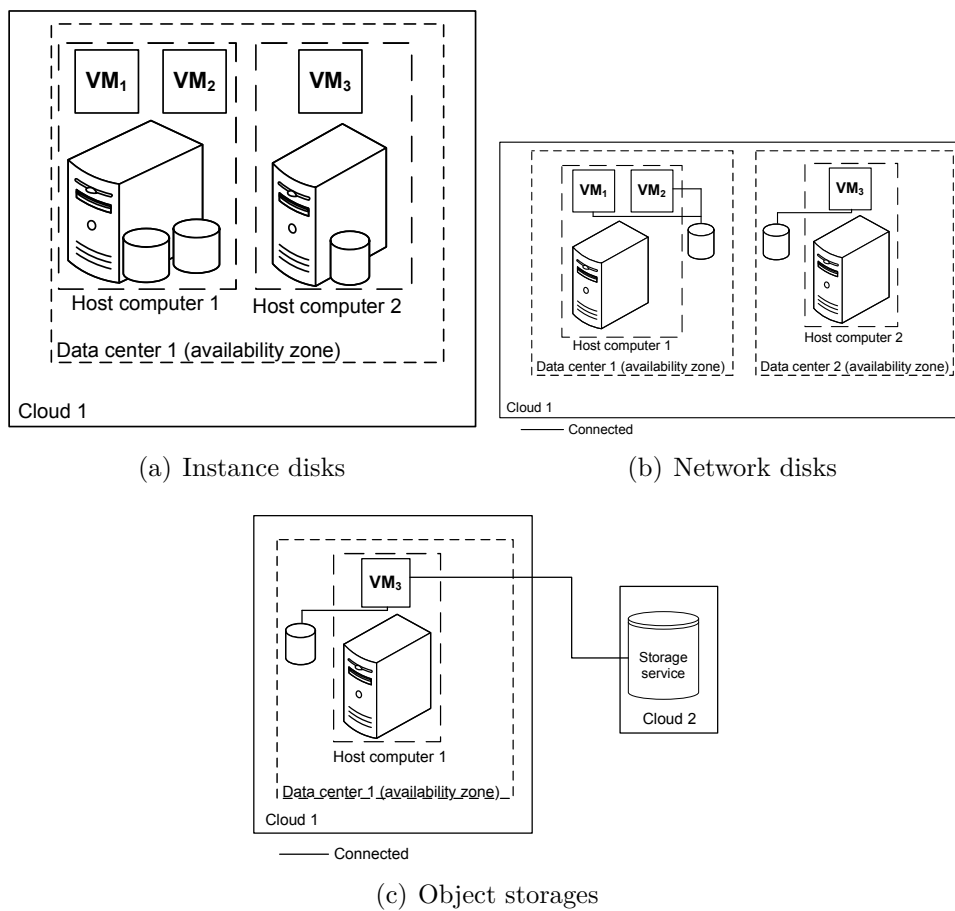 VM₁
VM₂
VM₃
Host computer 1
Host computer 2
Data center 1 (availability zone)
Cloud 1
(a) Instance disks
VM₁
VM₂
VM₃
Host computer 1
Host computer 2
Data center 1 (availability zone)
Data center 2 (availability zone)
Cloud 1
Connected
(b) Network disks
VM₃
Host computer 1
Data center 1 (availability zone)
Cloud 1
Storage
service
Cloud 2
Connected
(c) Object storages